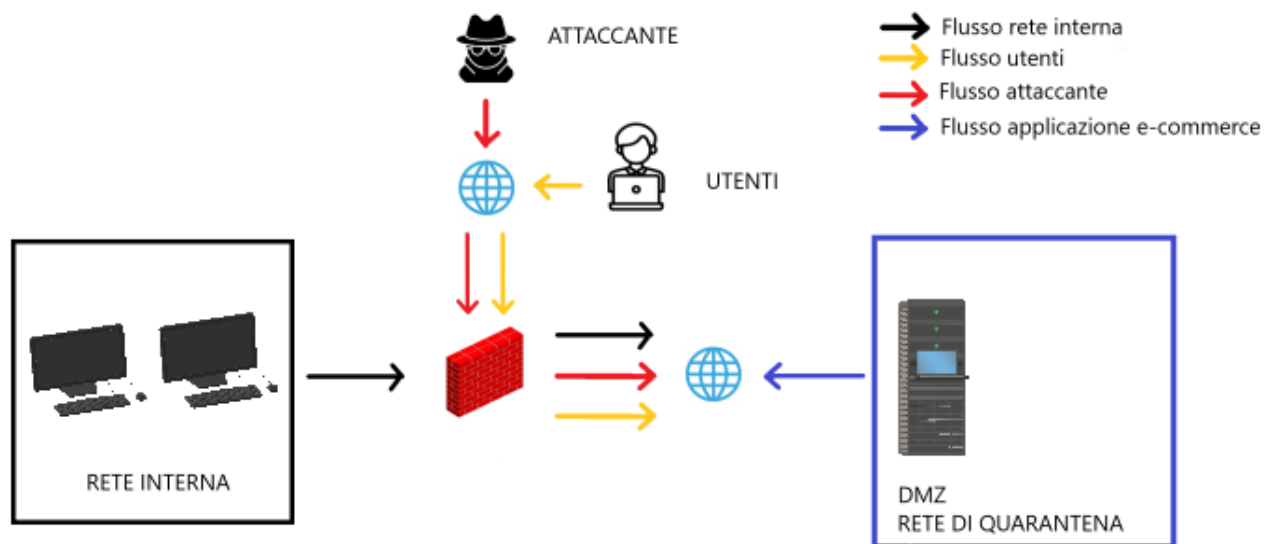 ATTACCANTE
Flusso rete interna
Flusso utenti
Flusso attaccante
Flusso applicazione e-commerce
UTENTI
RETE INTERNA
DMZ
RETE DI QUARANTENA